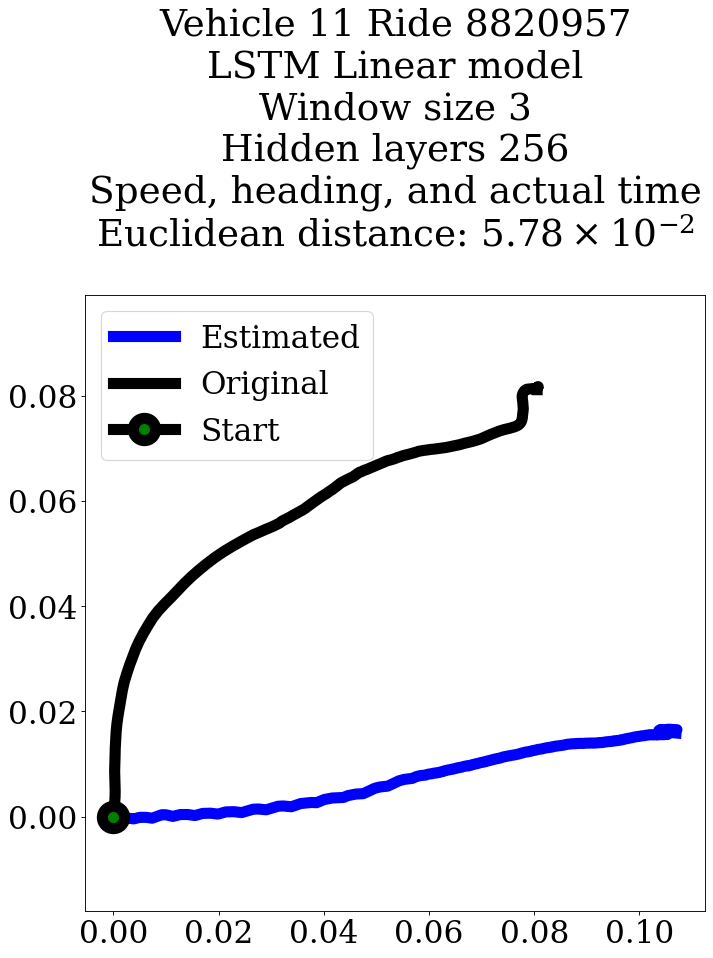 Vehicle 11 Ride 8820957
LSTM Linear model
Window size 3
Hidden layers 256
Speed, heading, and actual time
Euclidean distance: 5.78 × 10⁻²
Estimated
Original
Start
0.08
0.06
0.04
0.02
0.00
0.00 0.02 0.04 0.06 0.08 0.10